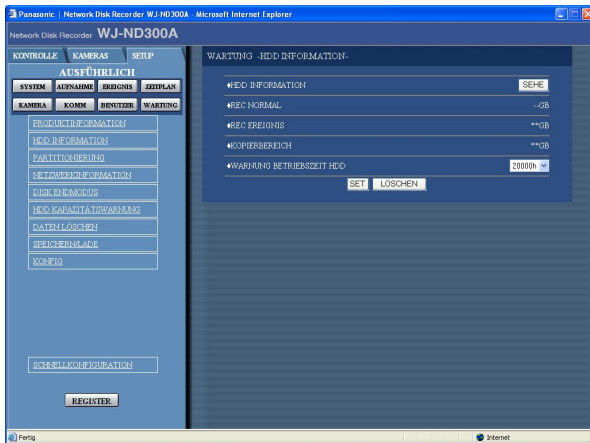 Panasonic | Network Disk Recorder WJ-ND300A - Microsoft Internet Explorer
Network Disk Recorder WJ-ND300A
KONTROLLE KAMERAS SETUP
AUSFÜHRLICH
SYSTEM AUFNAHME EREIGNIS ZEITPLAN
KAMERA KOMM BENUTZER WARTUNG
PRODUKTINFORMATION
HDD INFORMATION
PARTITIONIERUNG
NETZWERKINFORMATION
DISK ENDMODUS
HDD KAPAZITÄTSWARNUNG
DATEN LÖSCHEN
SPEICHERN/LADE
KONFIG
SCHNELLKONFIGURATION
REGISTER
WARTUNG -HDD INFORMATION-
♦HDD INFORMATION SEHE
♦REC NORMAL --GB
♦REC EREIGNIS **GB
♦KOPIERBEREICH **GB
♦WARNUNG BETRIEBSZEIT HDD 20000h
SET LÖSCHEN
Fertig Internet